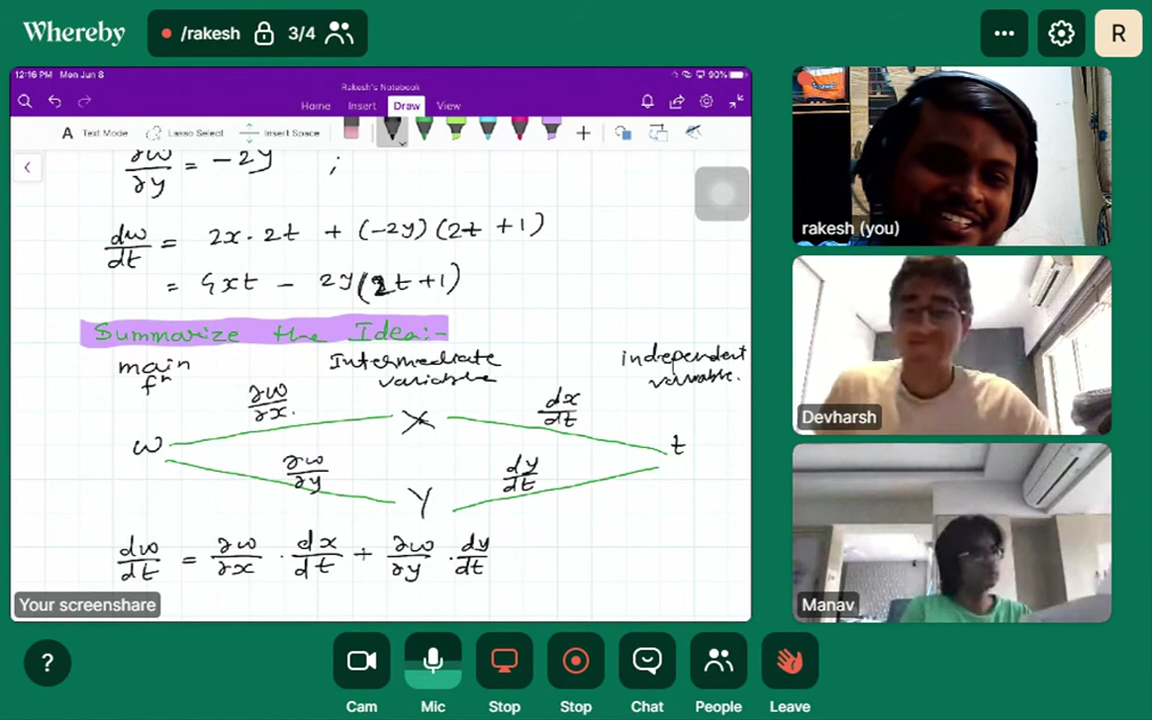 Whereby
/rakesh 3/4
R
12:16 PM Mon Jun 8
90%
Rakesh's Notebook
Home Insert Draw View
A Text Mode Lasso Select Insert Space
∂w/∂y = -2y ;
dw/dt = 2x · 2t + (-2y) (2t +1)
= 4xt - 2y(2t+1)
Summarize the Idea:-
main fn
Intermediate variable
independent variable.
∂w/∂x.
dx/dt
w
X
t
∂w/∂y
dy/dt
Y
dw/dt = ∂w/∂x · dx/dt + ∂w/∂y · dy/dt
Your screenshare
rakesh (you)
Devharsh
Manav
?
Cam Mic Stop Stop Chat People Leave